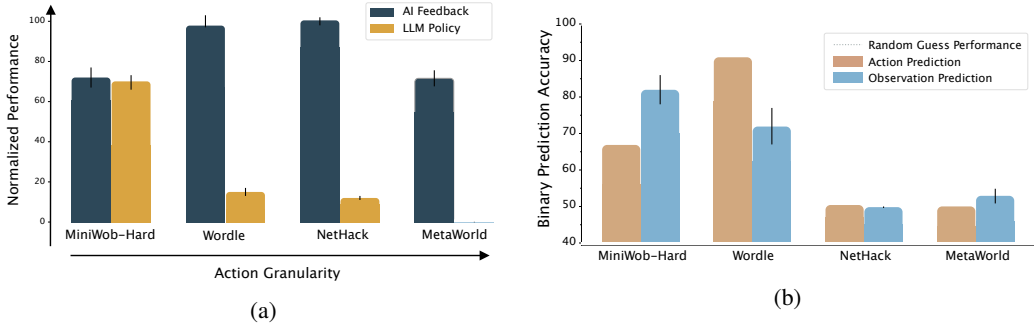 AI Feedback
LLM Policy
Normalized Performance
100
80
60
40
20
0
MiniWob-Hard
Wordle
NetHack
MetaWorld
Action Granularity
(a)
Random Guess Performance
Action Prediction
Observation Prediction
Binary Prediction Accuracy
100
90
80
70
60
50
40
MiniWob-Hard
Wordle
NetHack
MetaWorld
(b)